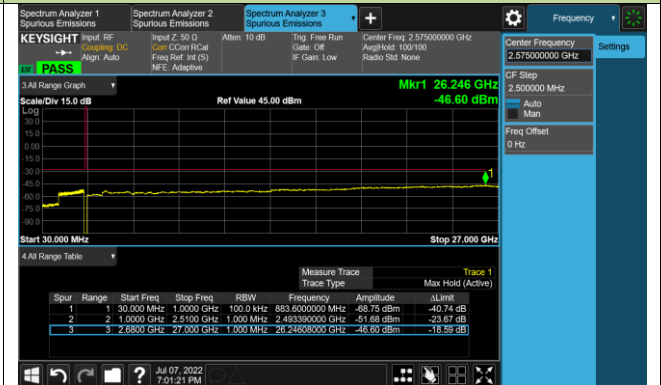 Spectrum Analyzer 1
Spurious Emissions
Spectrum Analyzer 2
Spurious Emissions
Spectrum Analyzer 3
Spurious Emissions
Frequency
KEYSIGHT
Input: RF
Coupling: DC
Align: Auto
Input Z: 50 Ω
Corr CCorr RCal
Freq Ref: Int (S)
NFE: Adaptive
Atten: 10 dB
Trig: Free Run
Gate: Off
IF Gain: Low
Center Freq: 2.575000000 GHz
Avg|Hold: 100/100
Radio Std: None
PASS
Center Frequency
2.575000000 GHz
Settings
CF Step
2.500000 MHz
Auto
Man
Freq Offset
0 Hz
3 All Range Graph
Mkr1 26.246 GHz
Scale/Div 15.0 dB
Ref Value 45.00 dBm
-46.60 dBm
Log
30.0
15.0
0.00
-15.0
-30.0
-45.0
-60.0
-75.0
-90.0
1
Start 30.000 MHz
Stop 27.000 GHz
4 All Range Table
Measure Trace Trace 1
Trace Type Max Hold (Active)
Spur Range Start Freq Stop Freq RBW Frequency Amplitude ΔLimit
1 1 30.000 MHz 1.0000 GHz 100.0 kHz 883.6000000 MHz -68.75 dBm -40.74 dB
2 2 1.0000 GHz 2.5100 GHz 1.000 MHz 2.493390000 GHz -51.68 dBm -23.67 dB
3 3 2.6800 GHz 27.000 GHz 1.000 MHz 26.24608000 GHz -46.60 dBm -18.59 dB
Jul 07, 2022
7:01:21 PM